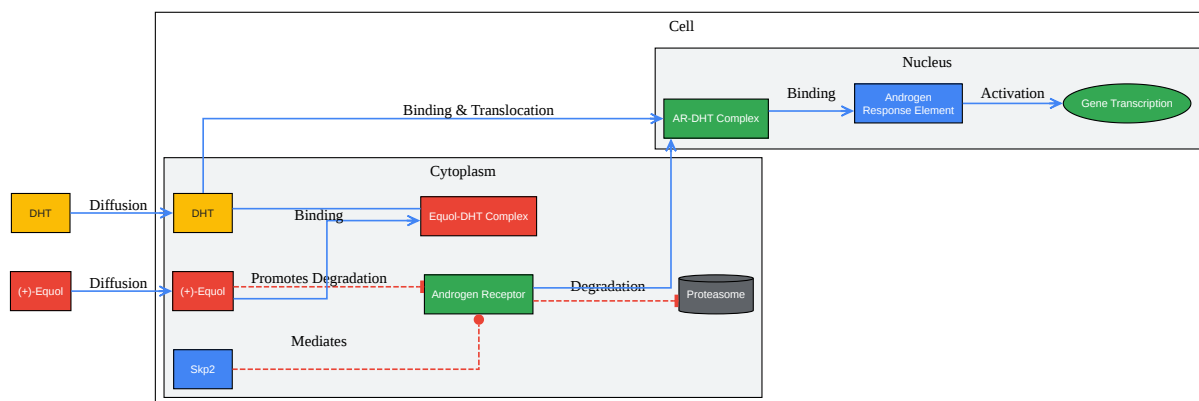 Cell
Nucleus
Binding
Androgen
Response Element
Activation
Gene Transcription
Binding & Translocation
AR-DHT Complex
Cytoplasm
DHT
Diffusion
DHT
Binding
Equol-DHT Complex
(+)-Equol
Diffusion
(+)-Equol
Promotes Degradation
Androgen Receptor
Degradation
Proteasome
Mediates
Skp2